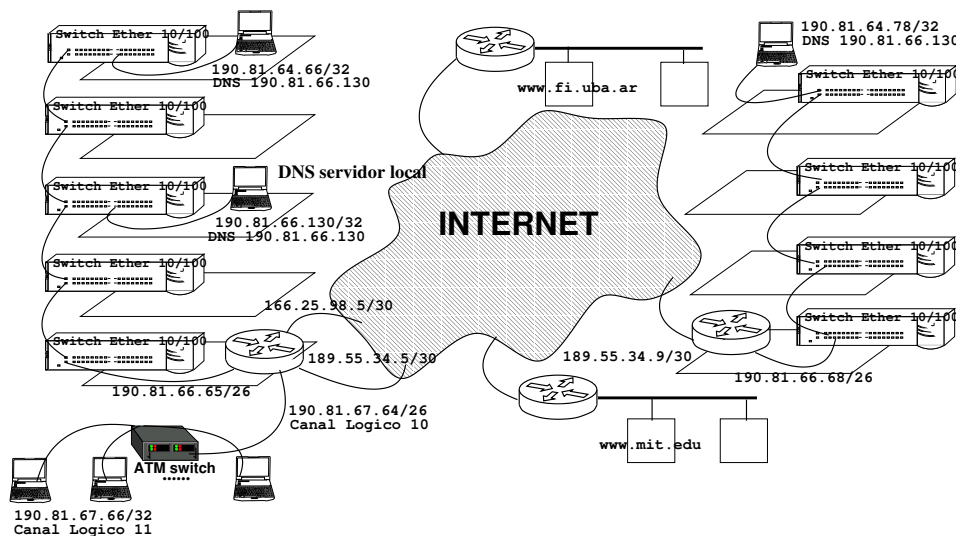 Switch Ether 10/100
190.81.64.66/32
DNS 190.81.66.130
Switch Ether 10/100
Switch Ether 10/100
DNS servidor local
190.81.66.130/32
DNS 190.81.66.130
Switch Ether 10/100
Switch Ether 10/100
190.81.66.65/26
166.25.98.5/30
189.55.34.5/30
190.81.67.64/26
Canal Logico 10
ATM switch
......
190.81.67.66/32
Canal Logico 11
www.fi.uba.ar
INTERNET
www.mit.edu
190.81.64.78/32
DNS 190.81.66.130
Switch Ether 10/100
Switch Ether 10/100
Switch Ether 10/100
Switch Ether 10/100
189.55.34.9/30
190.81.66.68/26